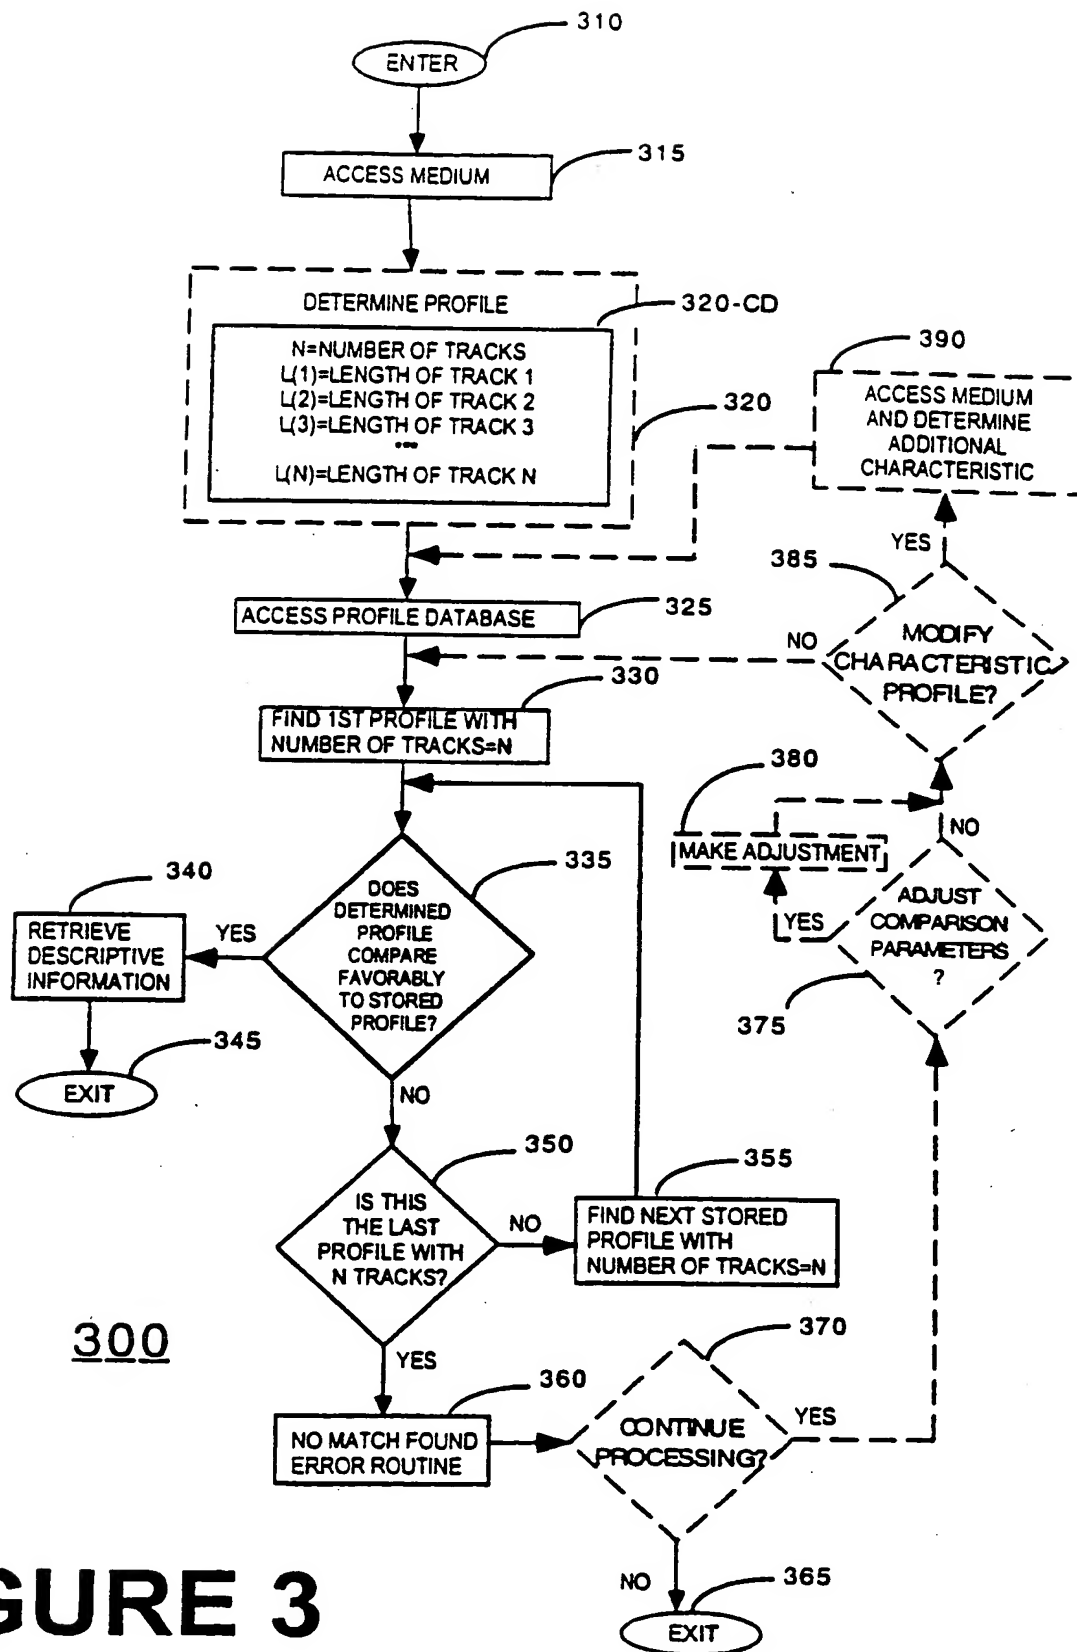 310
ENTER
315
ACCESS MEDIUM
DETERMINE PROFILE
320-CD
N=NUMBER OF TRACKS
L(1)=LENGTH OF TRACK 1
L(2)=LENGTH OF TRACK 2
L(3)=LENGTH OF TRACK 3
...
L(N)=LENGTH OF TRACK N
320
390
ACCESS MEDIUM
AND DETERMINE
ADDITIONAL
CHARACTERISTIC
YES
385
MODIFY
CHARACTERISTIC
PROFILE?
NO
ACCESS PROFILE DATABASE
325
330
FIND 1ST PROFILE WITH
NUMBER OF TRACKS=N
380
MAKE ADJUSTMENT
NO
YES
ADJUST
COMPARISON
PARAMETERS
?
375
335
DOES
DETERMINED
PROFILE
COMPARE
FAVORABLY
TO STORED
PROFILE?
YES
340
RETRIEVE
DESCRIPTIVE
INFORMATION
345
EXIT
NO
350
IS THIS
THE LAST
PROFILE WITH
N TRACKS?
NO
355
FIND NEXT STORED
PROFILE WITH
NUMBER OF TRACKS=N
300
YES
360
NO MATCH FOUND
ERROR ROUTINE
370
CONTINUE
PROCESSING?
YES
NO
365
EXIT
GURE 3